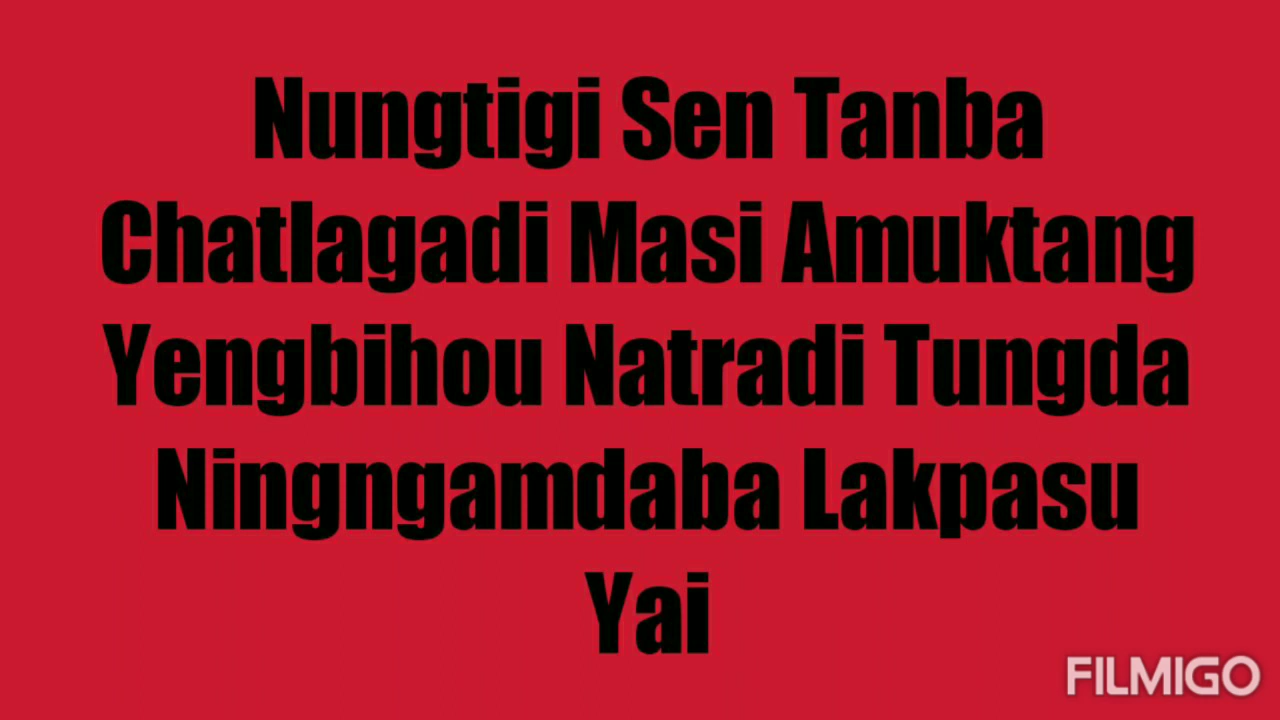 Nungtigi Sen Tanba
Chatlagadi Masi Amuktang
Yengbihou Natradi Tungda
Ningngamdaba Lakpasu
Yai
FILMIGO